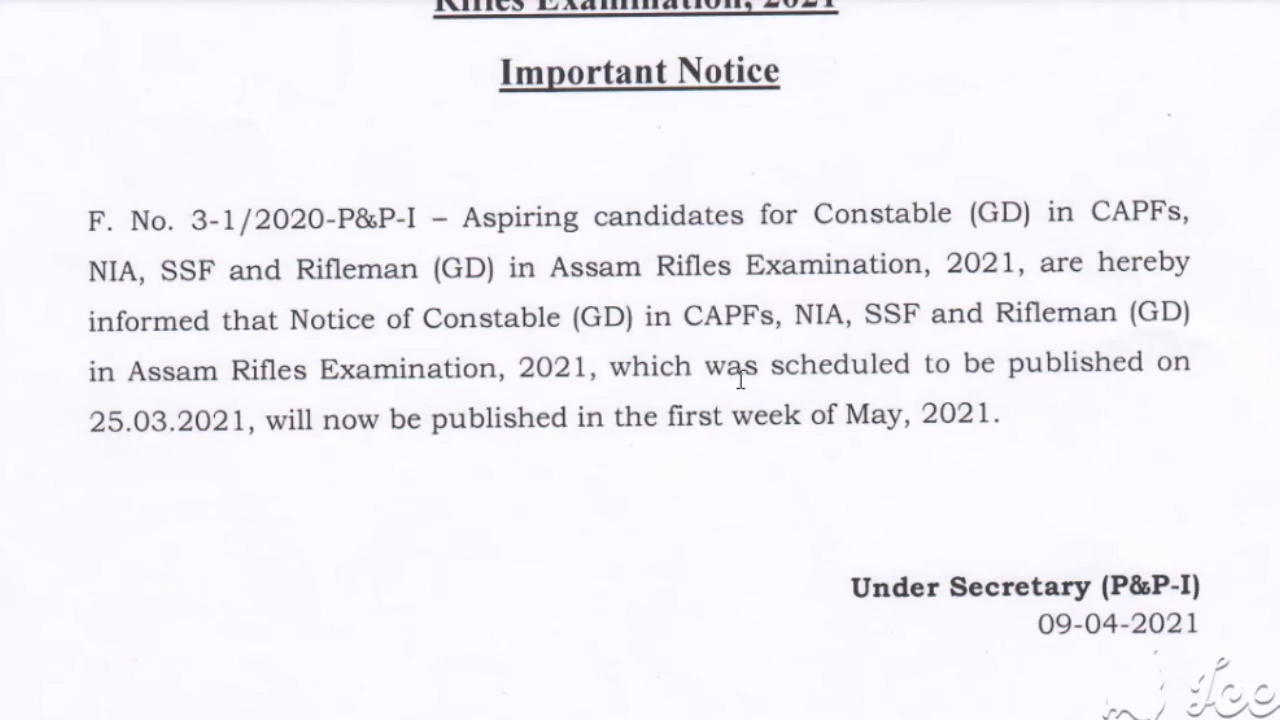 Rifles Examination, 2021
Important Notice
F. No. 3-1/2020-P&P-I – Aspiring candidates for Constable (GD) in CAPFs,
NIA, SSF and Rifleman (GD) in Assam Rifles Examination, 2021, are hereby
informed that Notice of Constable (GD) in CAPFs, NIA, SSF and Rifleman (GD)
in Assam Rifles Examination, 2021, which was scheduled to be published on
25.03.2021, will now be published in the first week of May, 2021.
Under Secretary (P&P-I)
09-04-2021